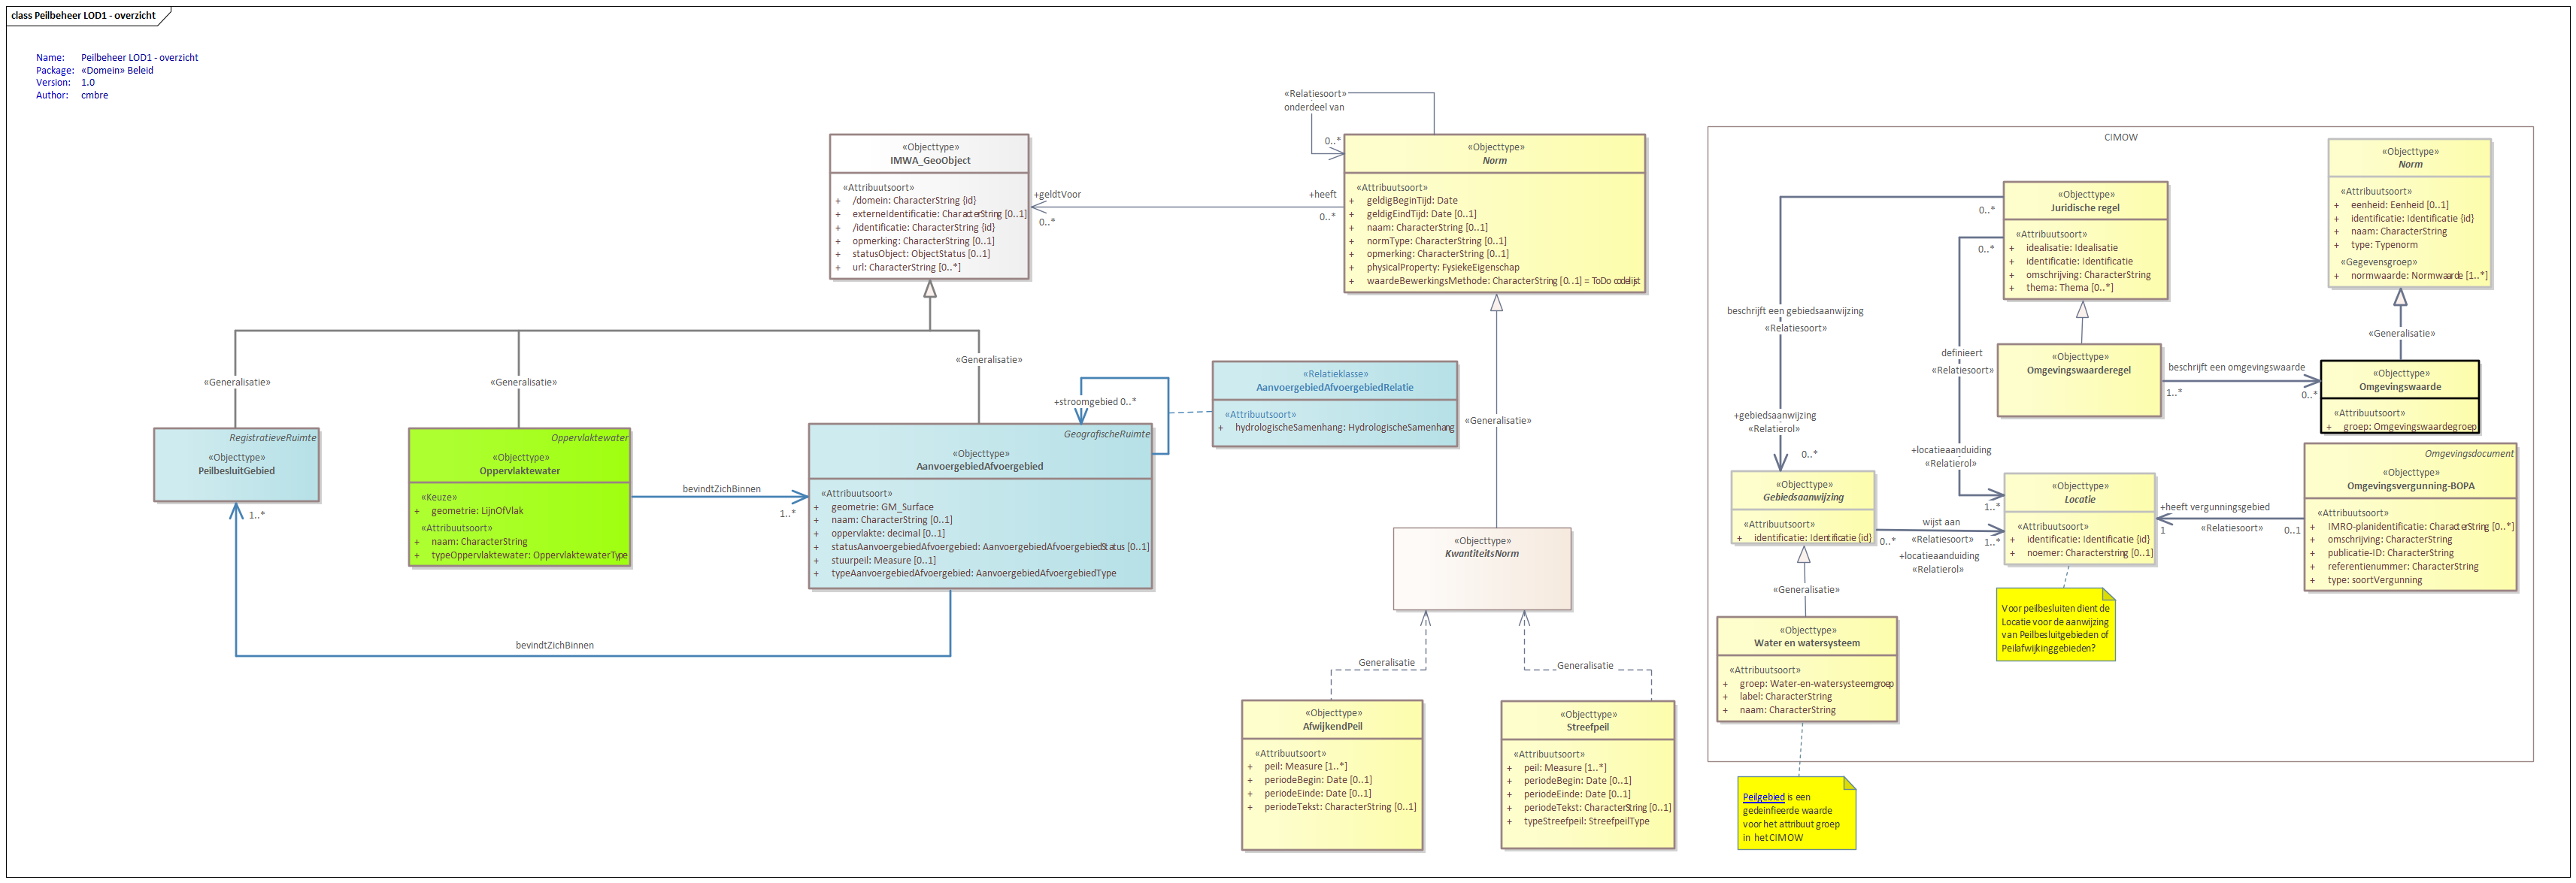 class Peilbeheer LOD1 - overzicht
Name: Peilbeheer LOD1 - overzicht
Package: «Domein» Beleid
Version: 1.0
Author: cmbre
«Relatiesoort»
onderdeel van
0..*
«Objecttype»
IMWA_GeoObject
«Attribuutsoort»
+ /domein: CharacterString {id}
+ externeIdentificatie: CharacterString [0..1]
+ /identificatie: CharacterString {id}
+ opmerking: CharacterString [0..1]
+ statusObject: ObjectStatus [0..1]
+ url: CharacterString [0..*]
+geldtVoor
0..*
+heeft
0..*
«Objecttype»
Norm
«Attribuutsoort»
+ geldigBeginTijd: Date
+ geldigEindTijd: Date [0..1]
+ naam: CharacterString [0..1]
+ normType: CharacterString [0..1]
+ opmerking: CharacterString [0..1]
+ physicalProperty: FysiekeEigenschap
+ waardeBewerkingsMethode: CharacterString [0..1] = ToDo codelijst
«Generalisatie»
«Generalisatie»
«Generalisatie»
RegistratieveRuimte
«Objecttype»
PeilbesluitGebied
1..*
Oppervlaktewater
«Objecttype»
Oppervlaktewater
«Keuze»
+ geometrie: LijnOfVlak
«Attribuutsoort»
+ naam: CharacterString
+ typeOppervlaktewater: OppervlaktewaterType
bevindtZichBinnen
1..*
GeografischeRuimte
«Objecttype»
AanvoergebiedAfvoergebied
«Attribuutsoort»
+ geometrie: GM_Surface
+ naam: CharacterString [0..1]
+ oppervlakte: decimal [0..1]
+ statusAanvoergebiedAfvoergebied: AanvoergebiedAfvoergebiedStatus [0..1]
+ stuurpeil: Measure [0..1]
+ typeAanvoergebiedAfvoergebied: AanvoergebiedAfvoergebiedType
+stroomgebied 0..*
«Relatieklasse»
AanvoergebiedAfvoergebiedRelatie
«Attribuutsoort»
+ hydrologischeSamenhang: HydrologischeSamenhang
bevindtZichBinnen
«Generalisatie»
«Objecttype»
KwantiteitsNorm
Generalisatie
Generalisatie
«Objecttype»
AfwijkendPeil
«Attribuutsoort»
+ peil: Measure [1..*]
+ periodeBegin: Date [0..1]
+ periodeEinde: Date [0..1]
+ periodeTekst: CharacterString [0..1]
«Objecttype»
Streefpeil
«Attribuutsoort»
+ peil: Measure [1..*]
+ periodeBegin: Date [0..1]
+ periodeEinde: Date [0..1]
+ periodeTekst: CharacterString [0..1]
+ typeStreefpeil: StreefpeilType
CIMOW
«Objecttype»
Juridische regel
«Attribuutsoort»
+ idealisatie: Idealisatie
+ identificatie: Identificatie
+ omschrijving: CharacterString
+ thema: Thema [0..*]
0..*
0..*
«Objecttype»
Norm
«Attribuutsoort»
+ eenheid: Eenheid [0..1]
+ identificatie: Identificatie {id}
+ naam: CharacterString
+ type: Typenorm
«Gegevensgroep»
+ normwaarde: Normwaarde [1..*]
«Generalisatie»
beschrijft een gebiedsaanwijzing
«Relatiesoort»
+gebiedsaanwijzing
«Relatierol»
0..*
definieert
«Relatiesoort»
+locatieaanduiding
«Relatierol»
1..*
«Objecttype»
Omgevingswaarderegel
beschrijft een omgevingswaarde
1..*
0..*
«Objecttype»
Omgevingswaarde
«Attribuutsoort»
+ groep: Omgevingswaardegroep
Omgevingsdocument
«Objecttype»
Omgevingsvergunning-BOPA
«Attribuutsoort»
+ IMRO-planidentificatie: CharacterString [0..*]
+ omschrijving: CharacterString
+ publicatie-ID: CharacterString
+ referentienummer: CharacterString
+ type: soortVergunning
+heeft vergunningsgebied
1
«Relatiesoort»
0..1
«Objecttype»
Gebiedsaanwijzing
«Attribuutsoort»
+ identificatie: Identificatie {id}
wijst aan
0..*
«Relatiesoort»
1..*
+locatieaanduiding
«Relatierol»
«Objecttype»
Locatie
«Attribuutsoort»
+ identificatie: Identificatie {id}
+ noemer: Characterstring [0..1]
«Generalisatie»
«Objecttype»
Water en watersysteem
«Attribuutsoort»
+ groep: Water-en-watersysteemgroep
+ label: CharacterString
+ naam: CharacterString
Voor peilbesluiten dient de
Locatie voor de aanwijzing
van Peilbesluitgebieden of
Peilafwijkinggebieden?
Peilgebied is een
gedeinfieerde waarde
voor het attribuut groep
in het CIMOW